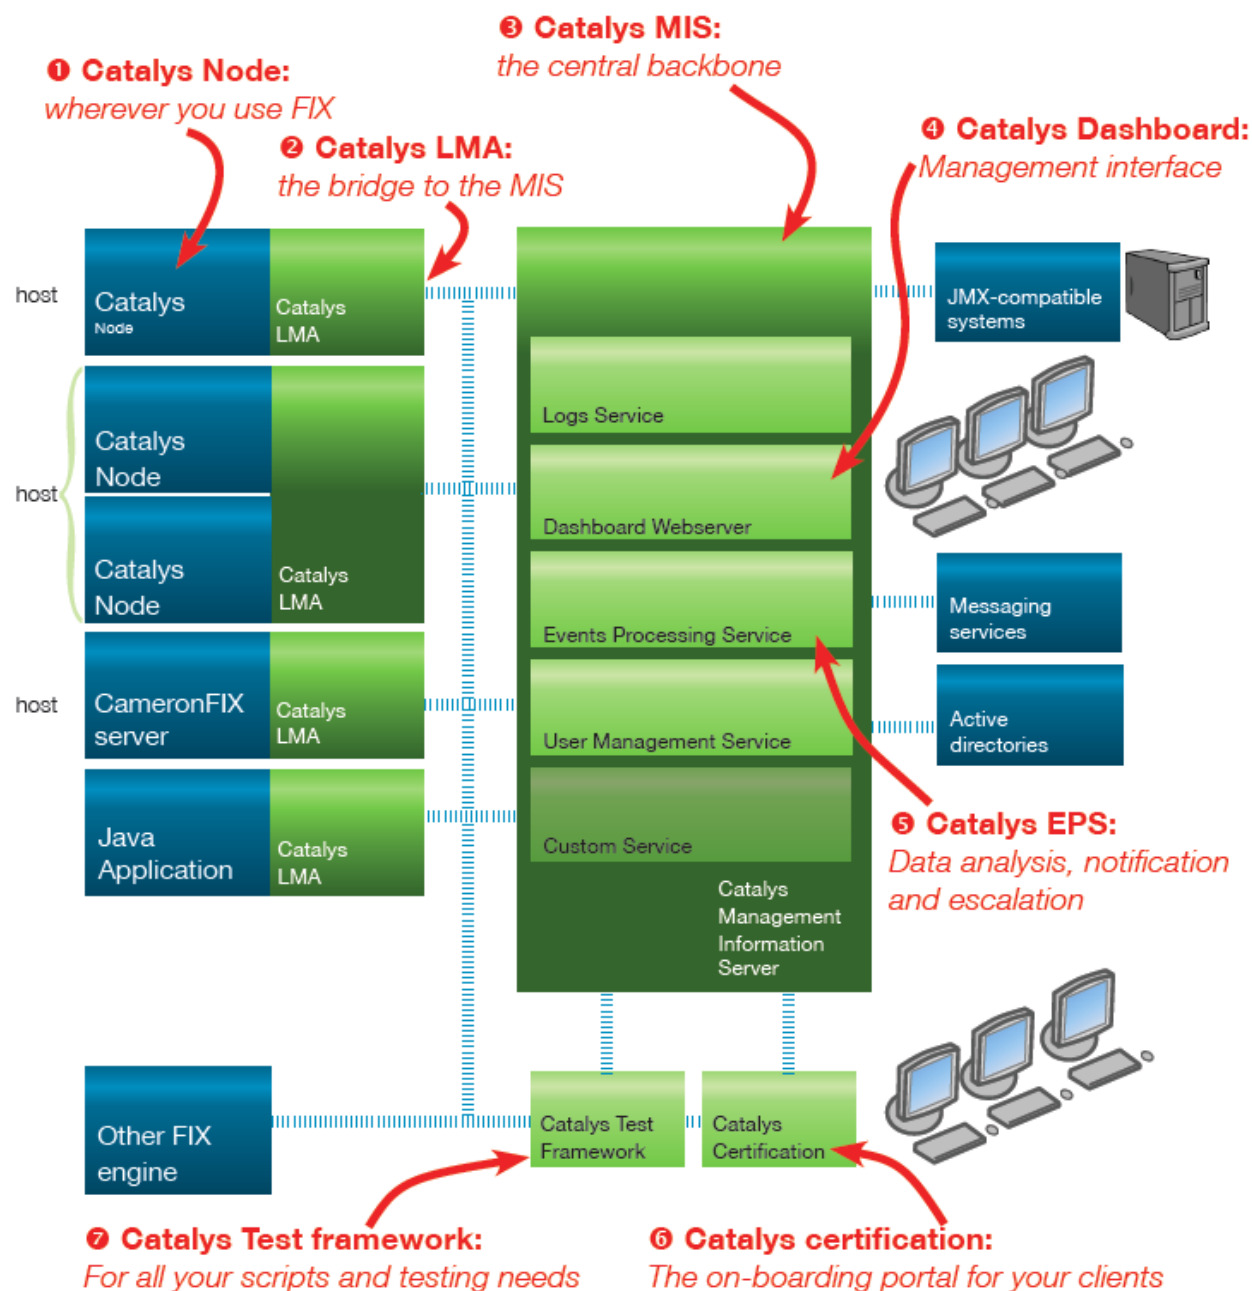 ❸ Catalys MIS:
the central backbone
❶ Catalys Node:
wherever you use FIX
❷ Catalys LMA:
the bridge to the MIS
❹ Catalys Dashboard:
Management interface
host
Catalys
Node
Catalys
LMA
JMX-compatible
systems
Logs Service
host
Catalys
Node
Catalys
Node
Catalys
LMA
Dashboard Webserver
Events Processing Service
Messaging
services
host
CameronFIX
server
Catalys
LMA
User Management Service
Active
directories
Java
Application
Catalys
LMA
Custom Service
❺ Catalys EPS:
Data analysis, notification
and escalation
Catalys
Management
Information
Server
Other FIX
engine
Catalys Test
Framework
Catalys
Certification
❼ Catalys Test framework:
For all your scripts and testing needs
❻ Catalys certification:
The on-boarding portal for your clients